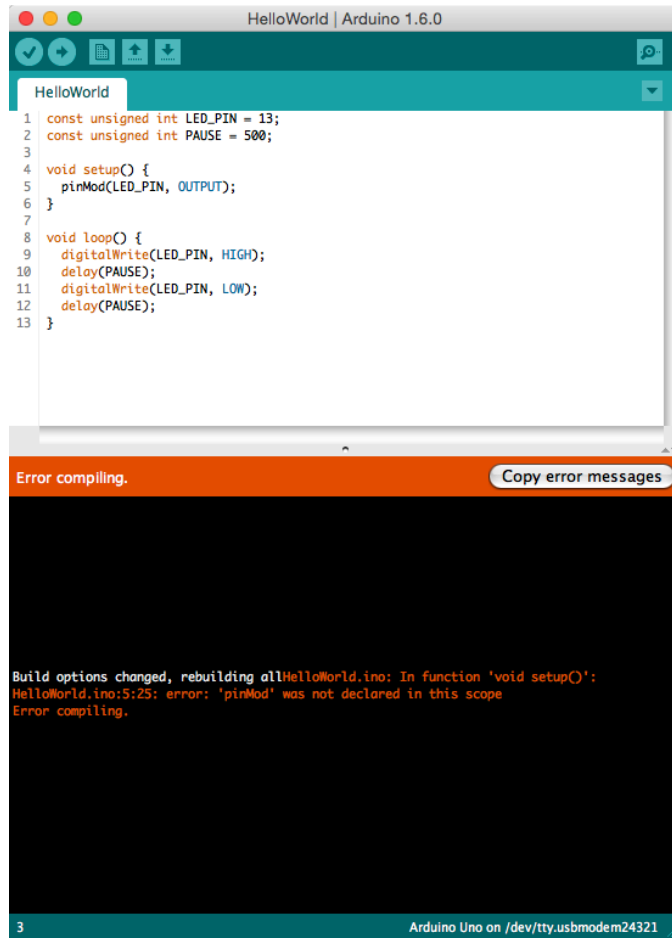 HelloWorld | Arduino 1.6.0
HelloWorld
1 const unsigned int LED_PIN = 13;
2 const unsigned int PAUSE = 500;
3
4 void setup() {
5   pinMod(LED_PIN, OUTPUT);
6 }
7
8 void loop() {
9   digitalWrite(LED_PIN, HIGH);
10   delay(PAUSE);
11   digitalWrite(LED_PIN, LOW);
12   delay(PAUSE);
13 }
Error compiling. Copy error messages
Build options changed, rebuilding allHelloWorld.ino: In function 'void setup()':
HelloWorld.ino:5:25: error: 'pinMod' was not declared in this scope
Error compiling.
3 Arduino Uno on /dev/tty.usbmodem24321